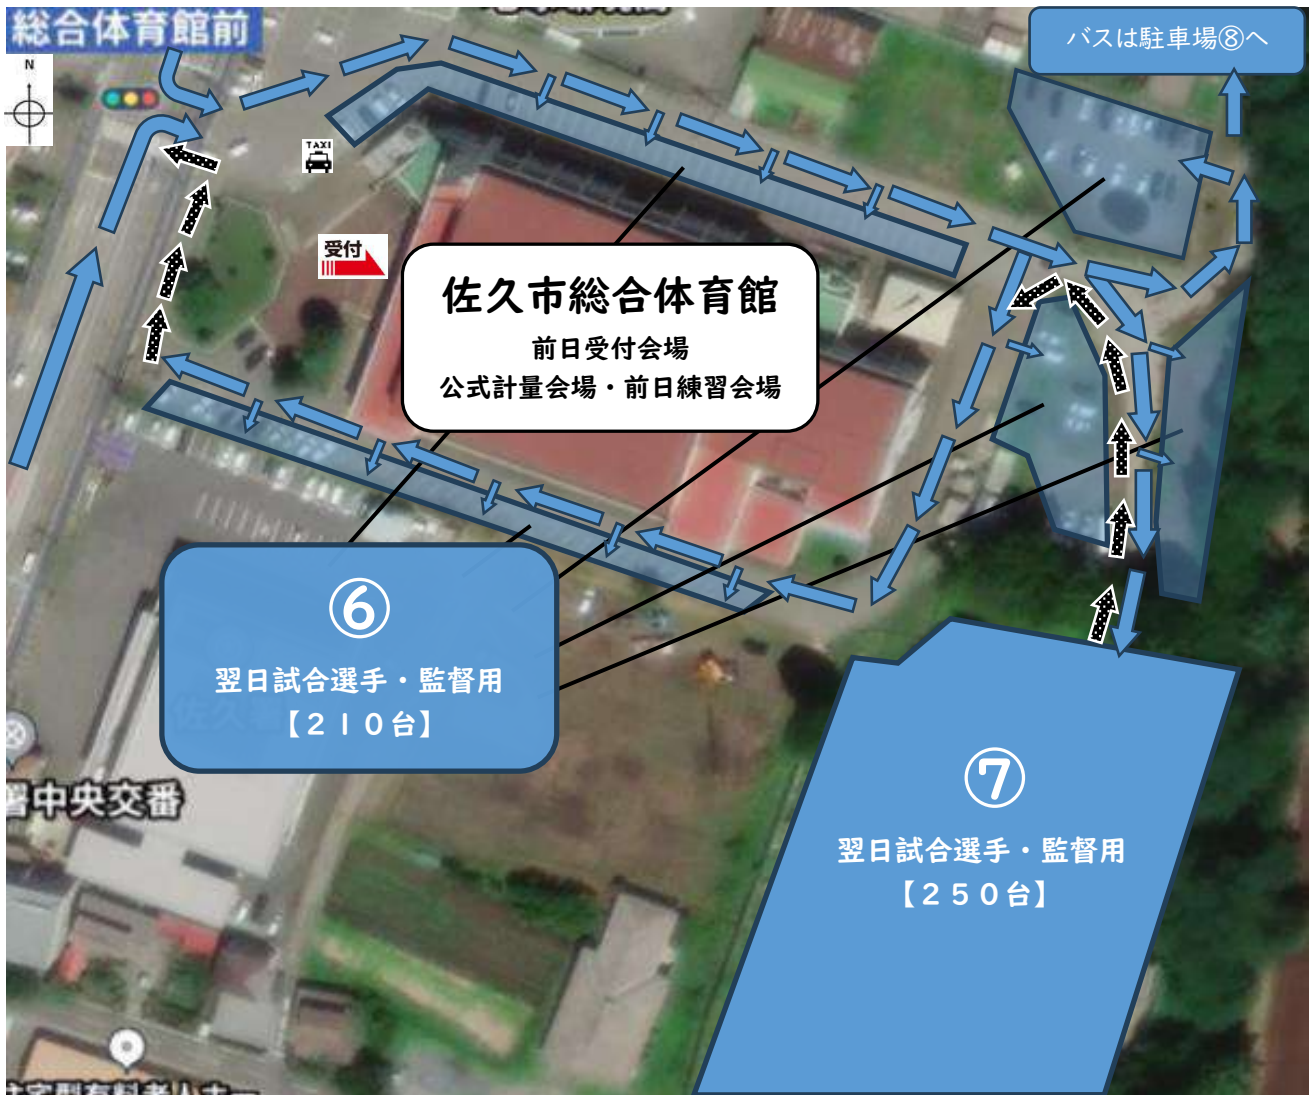 総合体育館前
バスは駐車場⑧へ
N
TAXI
受付
佐久市総合体育館
前日受付会場
公式計量会場・前日練習会場
⑥
翌日試合選手・監督用
【210台】
署中央交番
⑦
翌日試合選手・監督用
【250台】